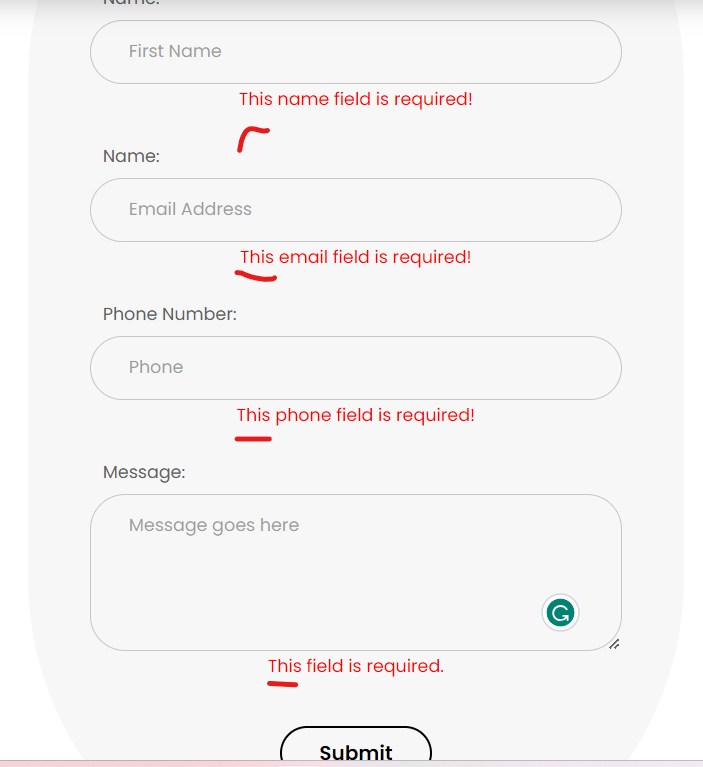 Name:
First Name
This name field is required!
Name:
Email Address
This email field is required!
Phone Number:
Phone
This phone field is required!
Message:
Message goes here
This field is required.
Submit